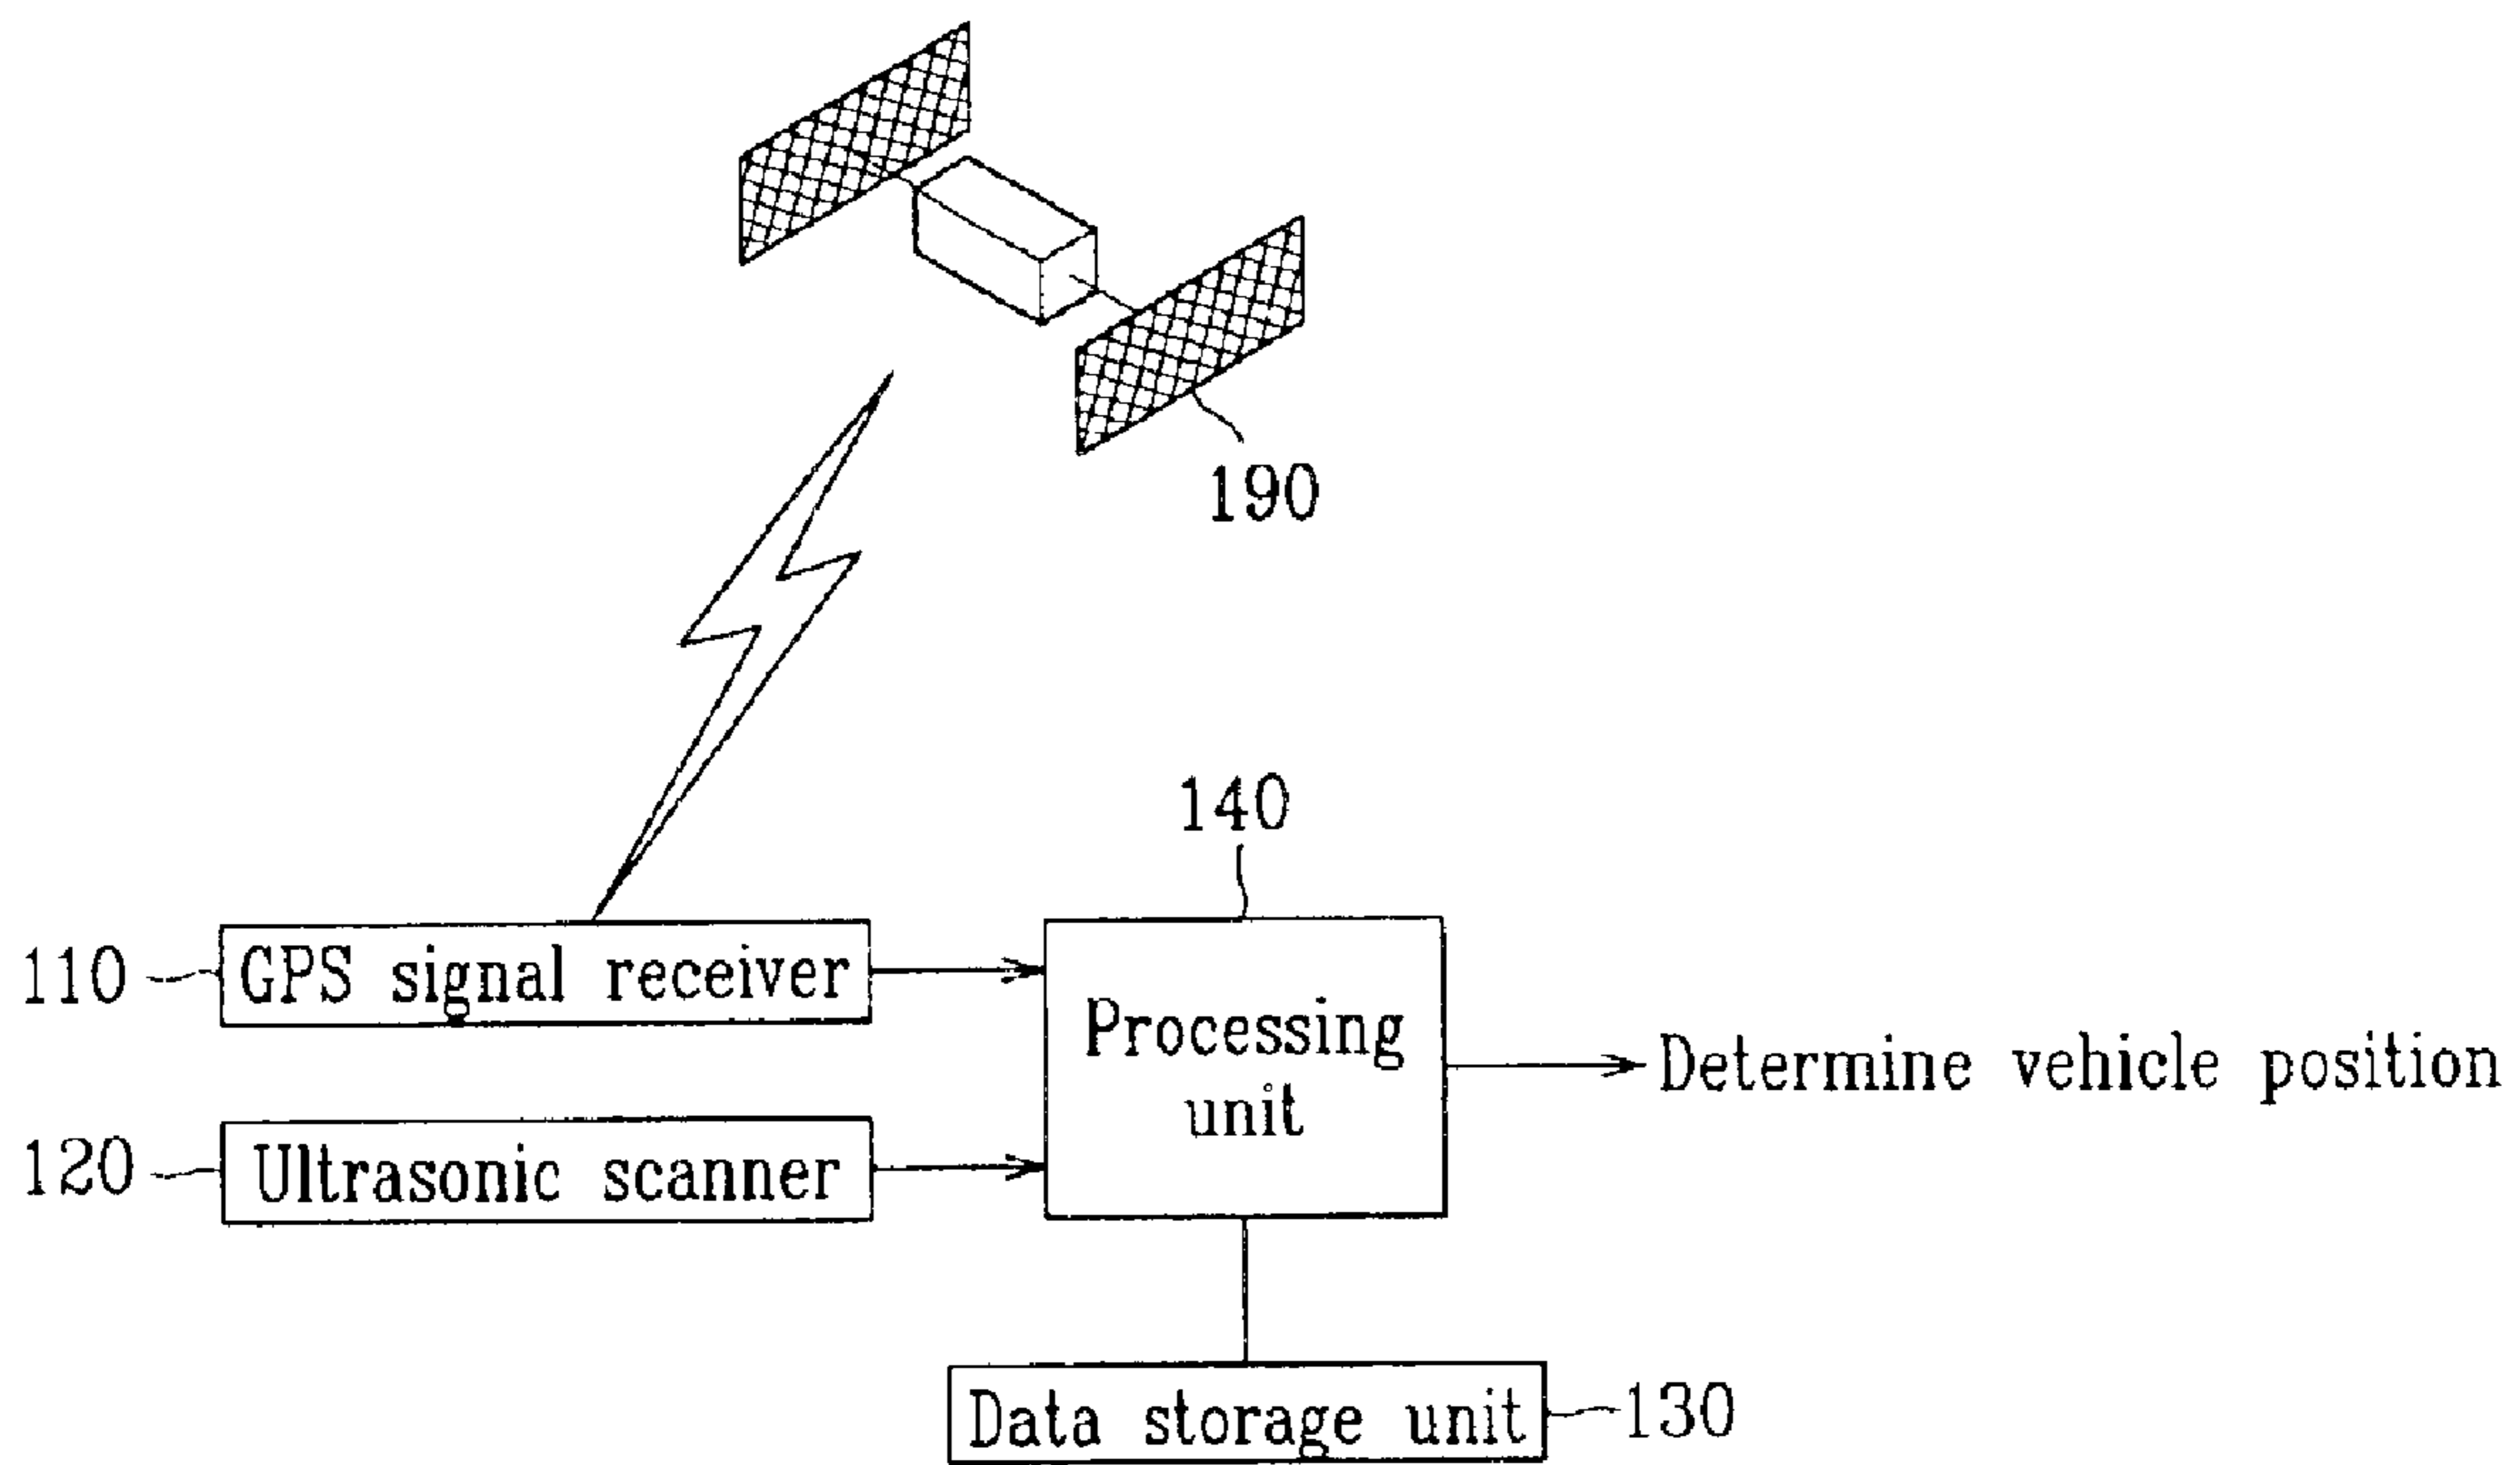 190
140
110
GPS signal receiver
Processing
unit
Determine vehicle position
120
Ultrasonic scanner
Data storage unit
130